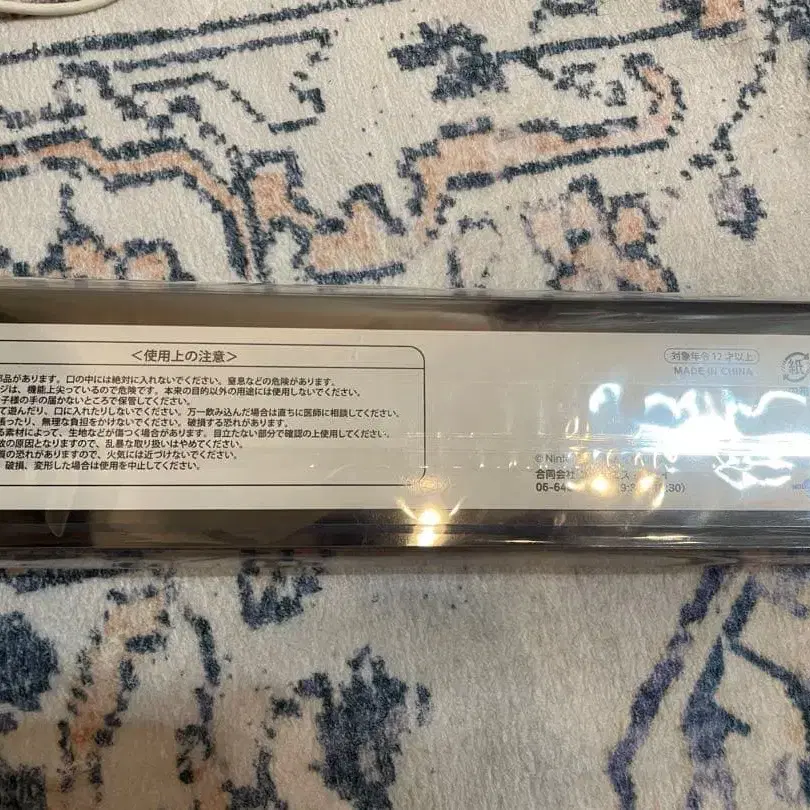 <使用上の注意>
部品があります。口の中には絶対に入れないでください。窒息などの危険があります。
ジは、機能上尖っているので危険です。本来の目的以外の用途には使用しないでください。
子様の手の届かないところで保管してください。
て遊んだり、口に入れたりしないでください。万一飲み込んだ場合は直ちに医師に相談してください。
張ったり、無理な負担をかけないでください。破損する恐れがあります。
る素材によって、生地などが傷つく場合があります。目立たない部分で確認の上使用してください。
故の原因となりますので、乱暴な取り扱いはやめてください。
の恐れがありますので、火気には近づけないでください。
破損、変形した場合は使用を中止してください。
対象年令12才以上
MADE IN CHINA
紙
© Nin
合同会社
06-64
30)